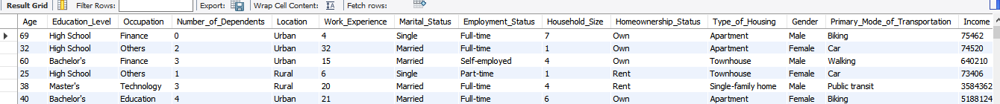 Result Grid Filter Rows: Export: Wrap Cell Content: Fetch rows:
Age Education_Level Occupation Number_of_Dependents Location Work_Experience Marital_Status Employment_Status Household_Size Homeownership_Status Type_of_Housing Gender Primary_Mode_of_Transportation Income
69 High School Finance 0 Urban 4 Single Full-time 7 Own Apartment Male Biking 75462
32 High School Others 2 Urban 32 Married Full-time 1 Own Apartment Female Car 74520
60 Bachelor's Finance 3 Urban 15 Married Self-employed 4 Own Townhouse Male Walking 640210
25 High School Others 1 Rural 6 Single Part-time 1 Rent Townhouse Female Car 73406
38 Master's Technology 3 Rural 20 Married Full-time 4 Rent Single-family home Male Public transit 3584362
40 Bachelor's Education 4 Urban 21 Married Full-time 6 Own Apartment Female Biking 5188124